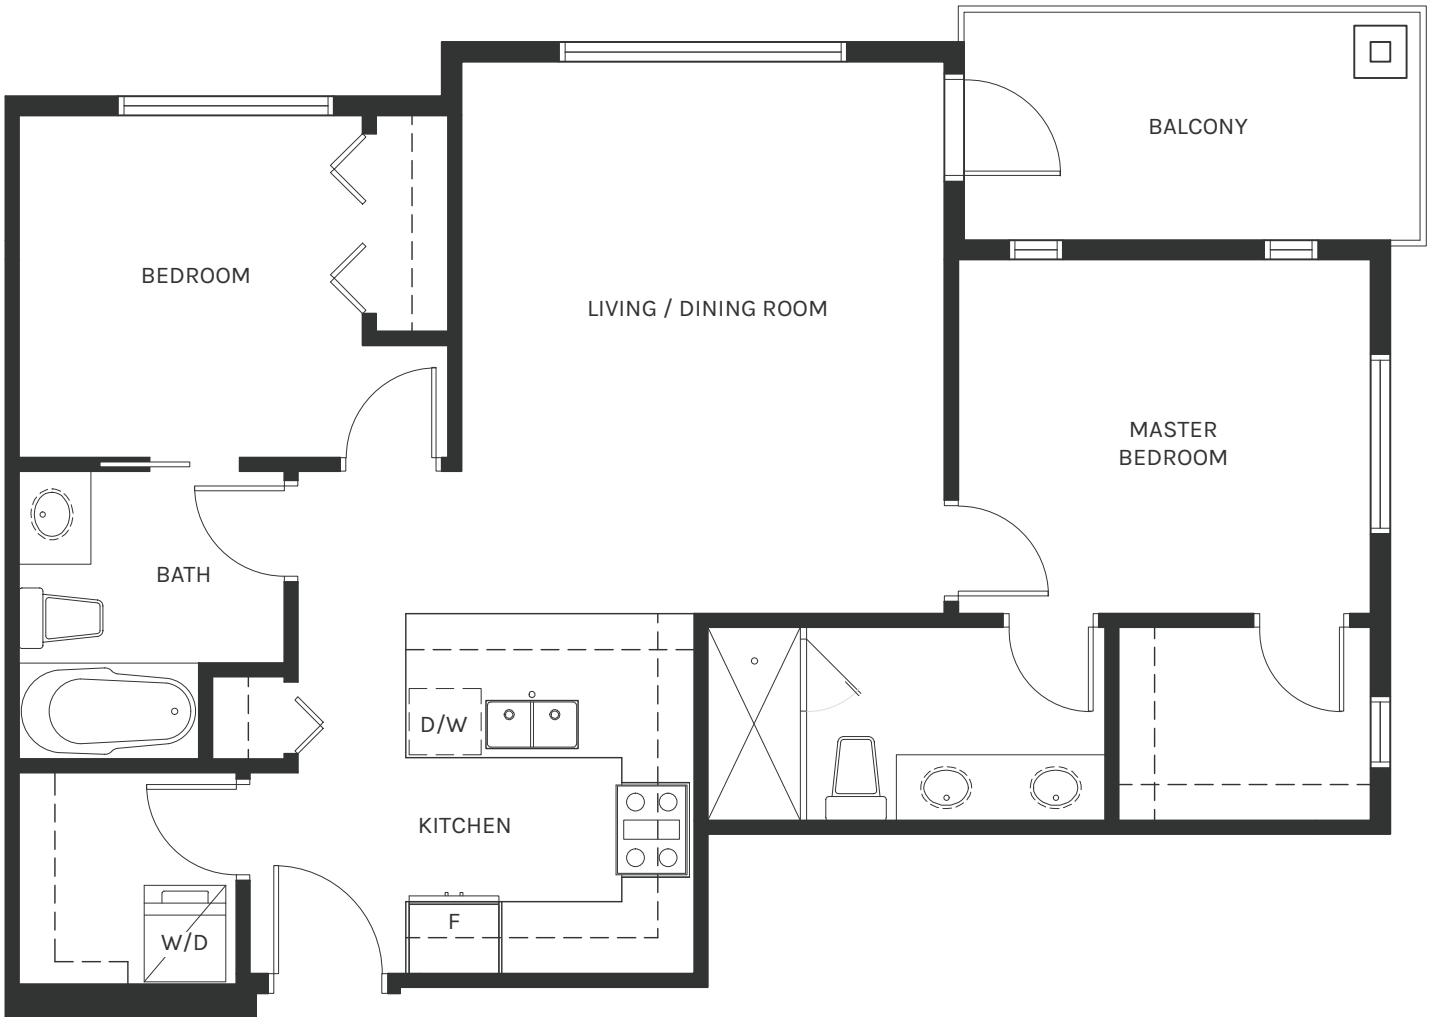 BALCONY
BEDROOM
LIVING / DINING ROOM
MASTER
BEDROOM
BATH
D/W
KITCHEN
F
W/D